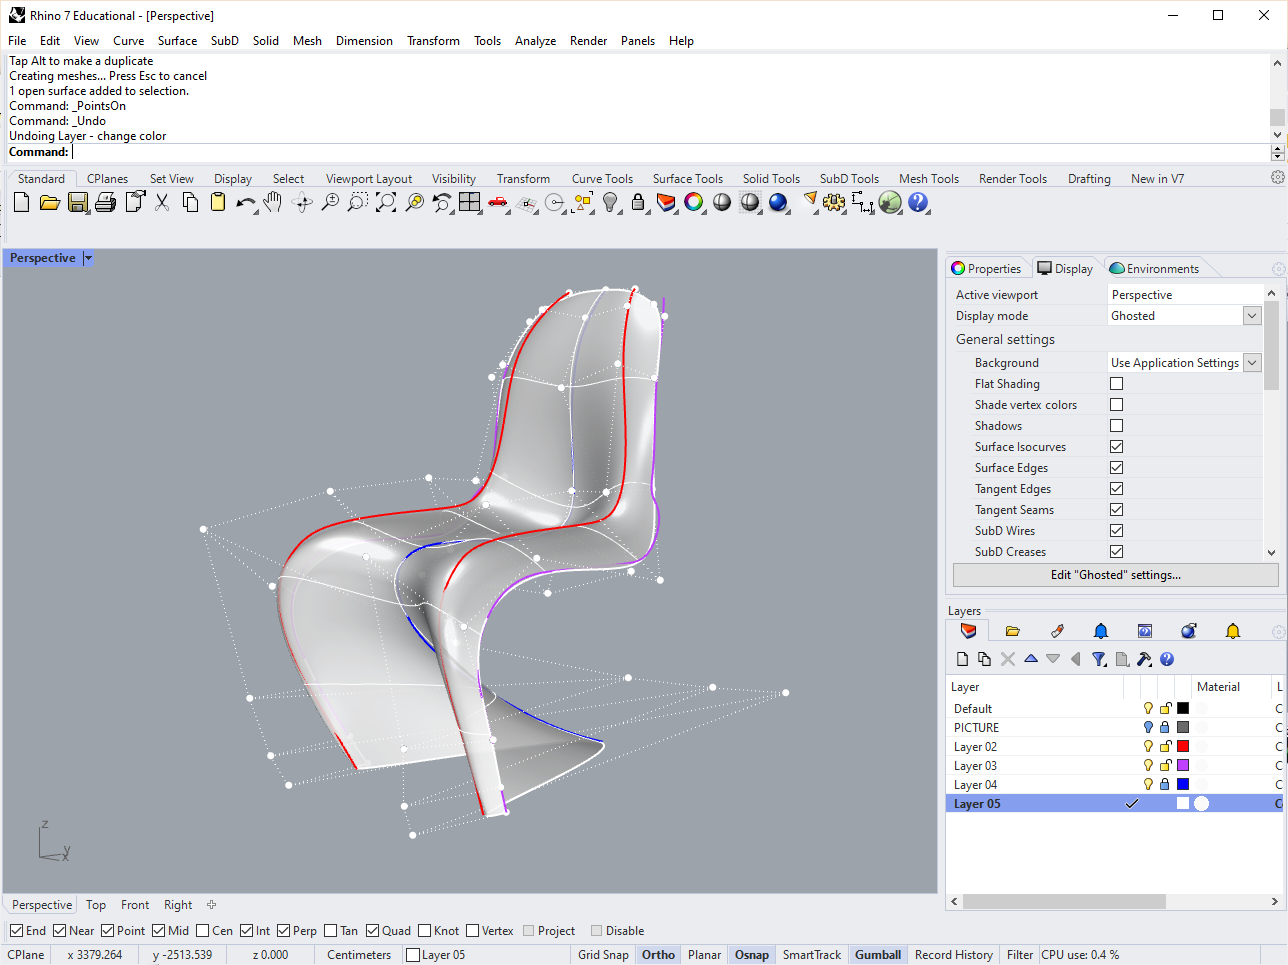 Rhino 7 Educational - [Perspective]
File Edit View Curve Surface SubD Solid Mesh Dimension Transform Tools Analyze Render Panels Help
Tap Alt to make a duplicate
Creating meshes... Press Esc to cancel
1 open surface added to selection.
Command: _PointsOn
Command: _Undo
Undoing Layer - change color
Command:
Standard CPlanes Set View Display Select Viewport Layout Visibility Transform Curve Tools Surface Tools Solid Tools SubD Tools Mesh Tools Render Tools Drafting New in V7
Perspective
Properties Display Environments
Active viewport Perspective
Display mode Ghosted
General settings
Background Use Application Settings
Flat Shading
Shade vertex colors
Shadows
Surface Isocurves
Surface Edges
Tangent Edges
Tangent Seams
SubD Wires
SubD Creases
Edit "Ghosted" settings...
Layers
Layer Material L
Default C
PICTURE C
Layer 02 C
Layer 03 C
Layer 04 C
Layer 05 C
z
y
x
Perspective Top Front Right
End Near Point Mid Cen Int Perp Tan Quad Knot Vertex Project Disable
CPlane x 3379.264 y -2513.539 z 0.000 Centimeters Layer 05 Grid Snap Ortho Planar Osnap SmartTrack Gumball Record History Filter CPU use: 0.4 %